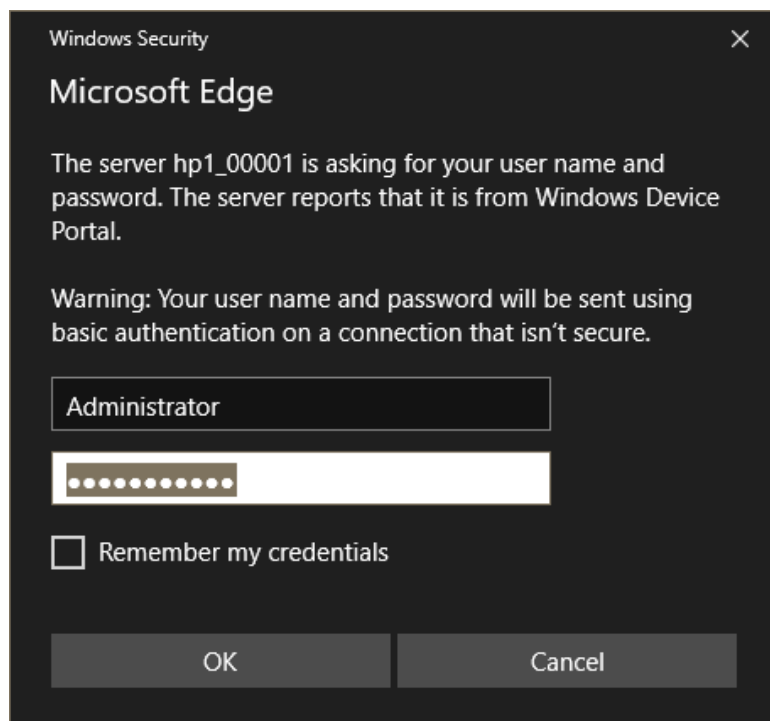 Windows Security
Microsoft Edge
The server hp1_00001 is asking for your user name and
password. The server reports that it is from Windows Device
Portal.
Warning: Your user name and password will be sent using
basic authentication on a connection that isn't secure.
Administrator
●●●●●●●●●●●
Remember my credentials
OK
Cancel